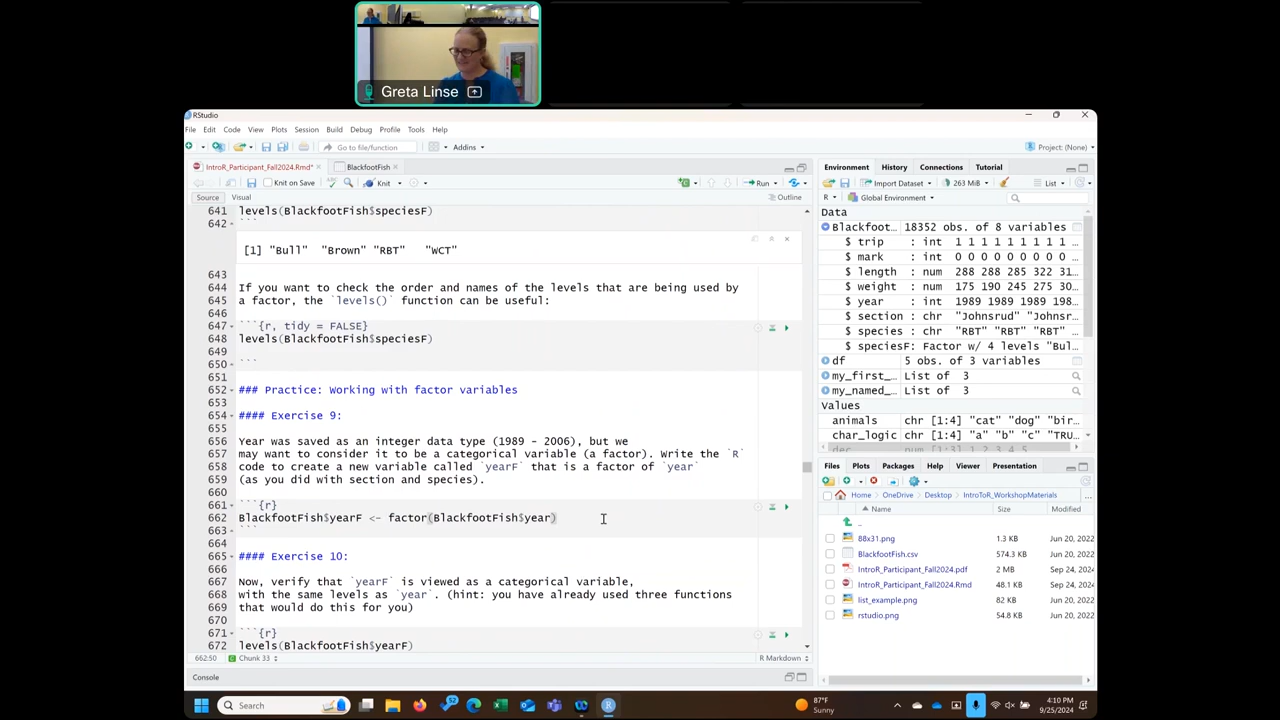 Greta Linse
RStudio
File Edit Code View Plots Session Build Debug Profile Tools Help
Go to file/function Addins Project: (None)
IntroR_Participant_Fall2024.Rmd* BlackfootFish
Knit on Save Knit Run
Source Visual Outline
641 levels(BlackfootFish$speciesF)
642 ```
[1] "Bull" "Brown" "RBT" "WCT"
643
644 If you want to check the order and names of the levels that are being used by
645 a factor, the `levels()` function can be useful:
646
647 ```{r, tidy = FALSE}
648 levels(BlackfootFish$speciesF)
649
650 ```
651
652 ### Practice: Working with factor variables
653
654 #### Exercise 9:
655
656 Year was saved as an integer data type (1989 - 2006), but we
657 may want to consider it to be a categorical variable (a factor). Write the `R`
658 code to create a new variable called `yearF` that is a factor of `year`
659 (as you did with section and species).
660
661 ```{r}
662 BlackfootFish$yearF <- factor(BlackfootFish$year)
663 ```
664
665 #### Exercise 10:
666
667 Now, verify that `yearF` is viewed as a categorical variable,
668 with the same levels as `year`. (hint: you have already used three functions
669 that would do this for you)
670
671 ```{r}
672 levels(BlackfootFish$yearF)
662:50 Chunk 33 R Markdown
Console
Environment History Connections Tutorial
Import Dataset 263 MiB List
R Global Environment
Data
Blackfoot… 18352 obs. of 8 variables
$ trip : int 1 1 1 1 1 1 1 1 1 …
$ mark : int 0 0 0 0 0 0 0 0 0 …
$ length : num 288 288 285 322 31…
$ weight : num 175 190 245 275 30…
$ year : int 1989 1989 1989 198…
$ section : chr "Johnsrud" "Johnsru…
$ species : chr "RBT" "RBT" "RBT" …
$ speciesF: Factor w/ 4 levels "Bul…
df 5 obs. of 3 variables
my_first_… List of 3
my_named_… List of 3
Values
animals chr [1:4] "cat" "dog" "bir…
char_logic chr [1:4] "a" "b" "c" "TRU…
Files Plots Packages Help Viewer Presentation
Home OneDrive Desktop IntroToR_WorkshopMaterials
Name Size Modified
..
88x31.png 1.3 KB Jun 20, 2022
BlackfootFish.csv 574.3 KB Jun 20, 2022
IntroR_Participant_Fall2024.pdf 2 MB Sep 24, 2024
IntroR_Participant_Fall2024.Rmd 48.1 KB Sep 24, 2024
list_example.png 82 KB Jun 20, 2022
rstudio.png 54.8 KB Jun 20, 2022
Search
87°F
Sunny
4:10 PM
9/25/2024